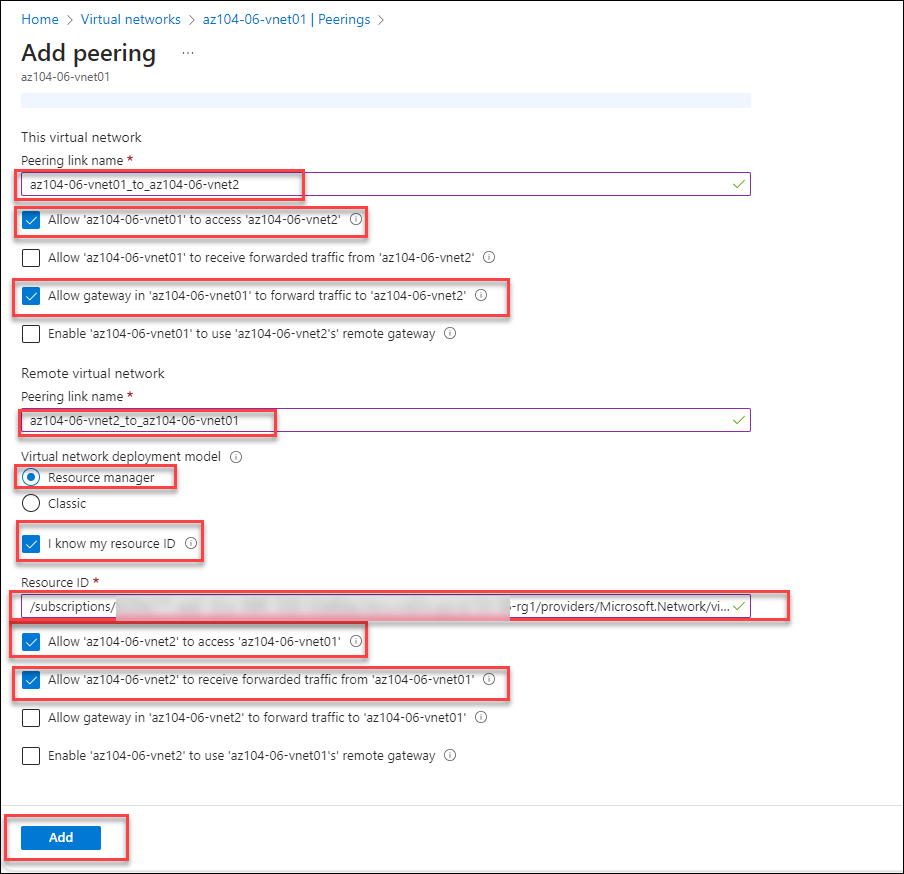 Home > Virtual networks > az104-06-vnet01 | Peerings >
Add peering ...
az104-06-vnet01
This virtual network
Peering link name *
az104-06-vnet01_to_az104-06-vnet2
Allow 'az104-06-vnet01' to access 'az104-06-vnet2'
Allow 'az104-06-vnet01' to receive forwarded traffic from 'az104-06-vnet2'
Allow gateway in 'az104-06-vnet01' to forward traffic to 'az104-06-vnet2'
Enable 'az104-06-vnet01' to use 'az104-06-vnet2's' remote gateway
Remote virtual network
Peering link name *
az104-06-vnet2_to_az104-06-vnet01
Virtual network deployment model
Resource manager
Classic
I know my resource ID
Resource ID *
/subscriptions/ -rg1/providers/Microsoft.Network/vi...
Allow 'az104-06-vnet2' to access 'az104-06-vnet01'
Allow 'az104-06-vnet2' to receive forwarded traffic from 'az104-06-vnet01'
Allow gateway in 'az104-06-vnet2' to forward traffic to 'az104-06-vnet01'
Enable 'az104-06-vnet2' to use 'az104-06-vnet01's' remote gateway
Add